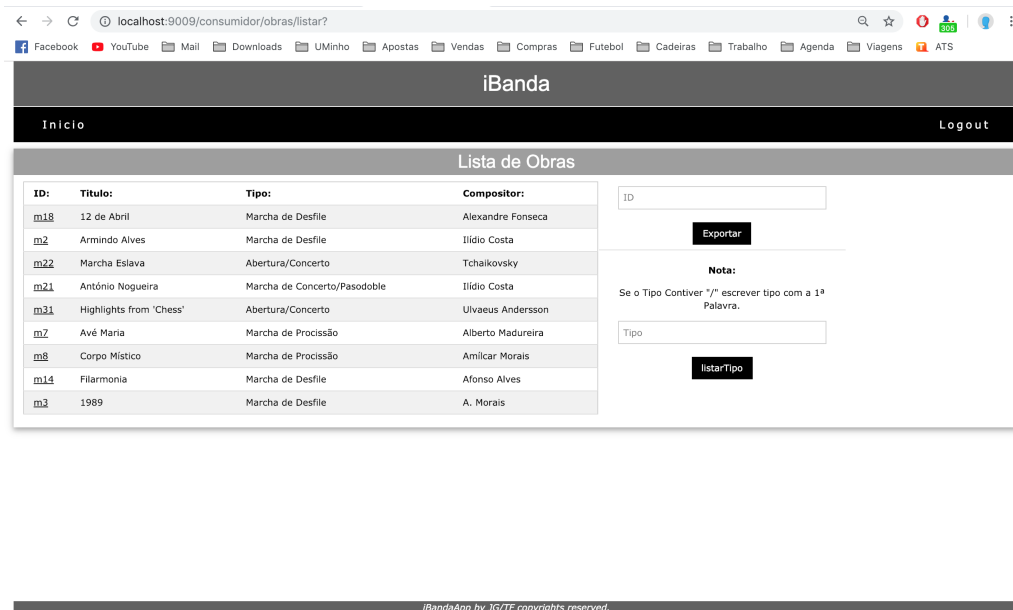 localhost:9009/consumidor/obras/listar?
305
Facebook YouTube Mail Downloads UMinho Apostas Vendas Compras Futebol Cadeiras Trabalho Agenda Viagens ATS
iBanda
Inicio Logout
Lista de Obras
ID: Titulo: Tipo: Compositor:
m18 12 de Abril Marcha de Desfile Alexandre Fonseca
m2 Armindo Alves Marcha de Desfile Ilídio Costa
m22 Marcha Eslava Abertura/Concerto Tchaikovsky
m21 António Nogueira Marcha de Concerto/Pasodoble Ilídio Costa
m31 Highlights from 'Chess' Abertura/Concerto Ulvaeus Andersson
m7 Avé Maria Marcha de Procissão Alberto Madureira
m8 Corpo Místico Marcha de Procissão Amílcar Morais
m14 Filarmonia Marcha de Desfile Afonso Alves
m3 1989 Marcha de Desfile A. Morais
ID
Exportar
Nota:
Se o Tipo Contiver "/" escrever tipo com a 1ª
Palavra.
Tipo
listarTipo
iBandaApp by JG/TF copyrights reserved.